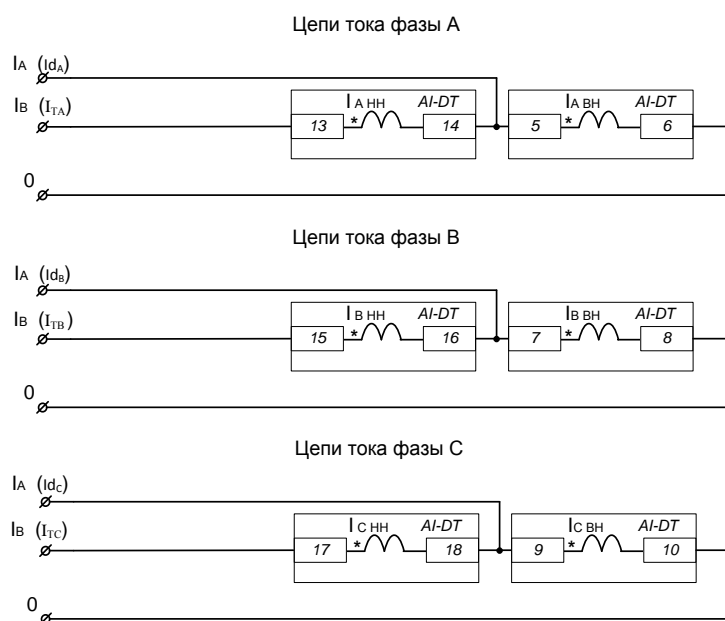 Цепи тока фазы А
IA (IdA)
IB (ITA)
IA НН AI-DT IA ВН AI-DT
13 * 14 5 * 6
0
Цепи тока фазы В
IA (IdB)
IB (ITB)
IB НН AI-DT IB ВН AI-DT
15 * 16 7 * 8
0
Цепи тока фазы С
IA (IdC)
IB (ITC)
IC НН AI-DT IC ВН AI-DT
17 * 18 9 * 10
0